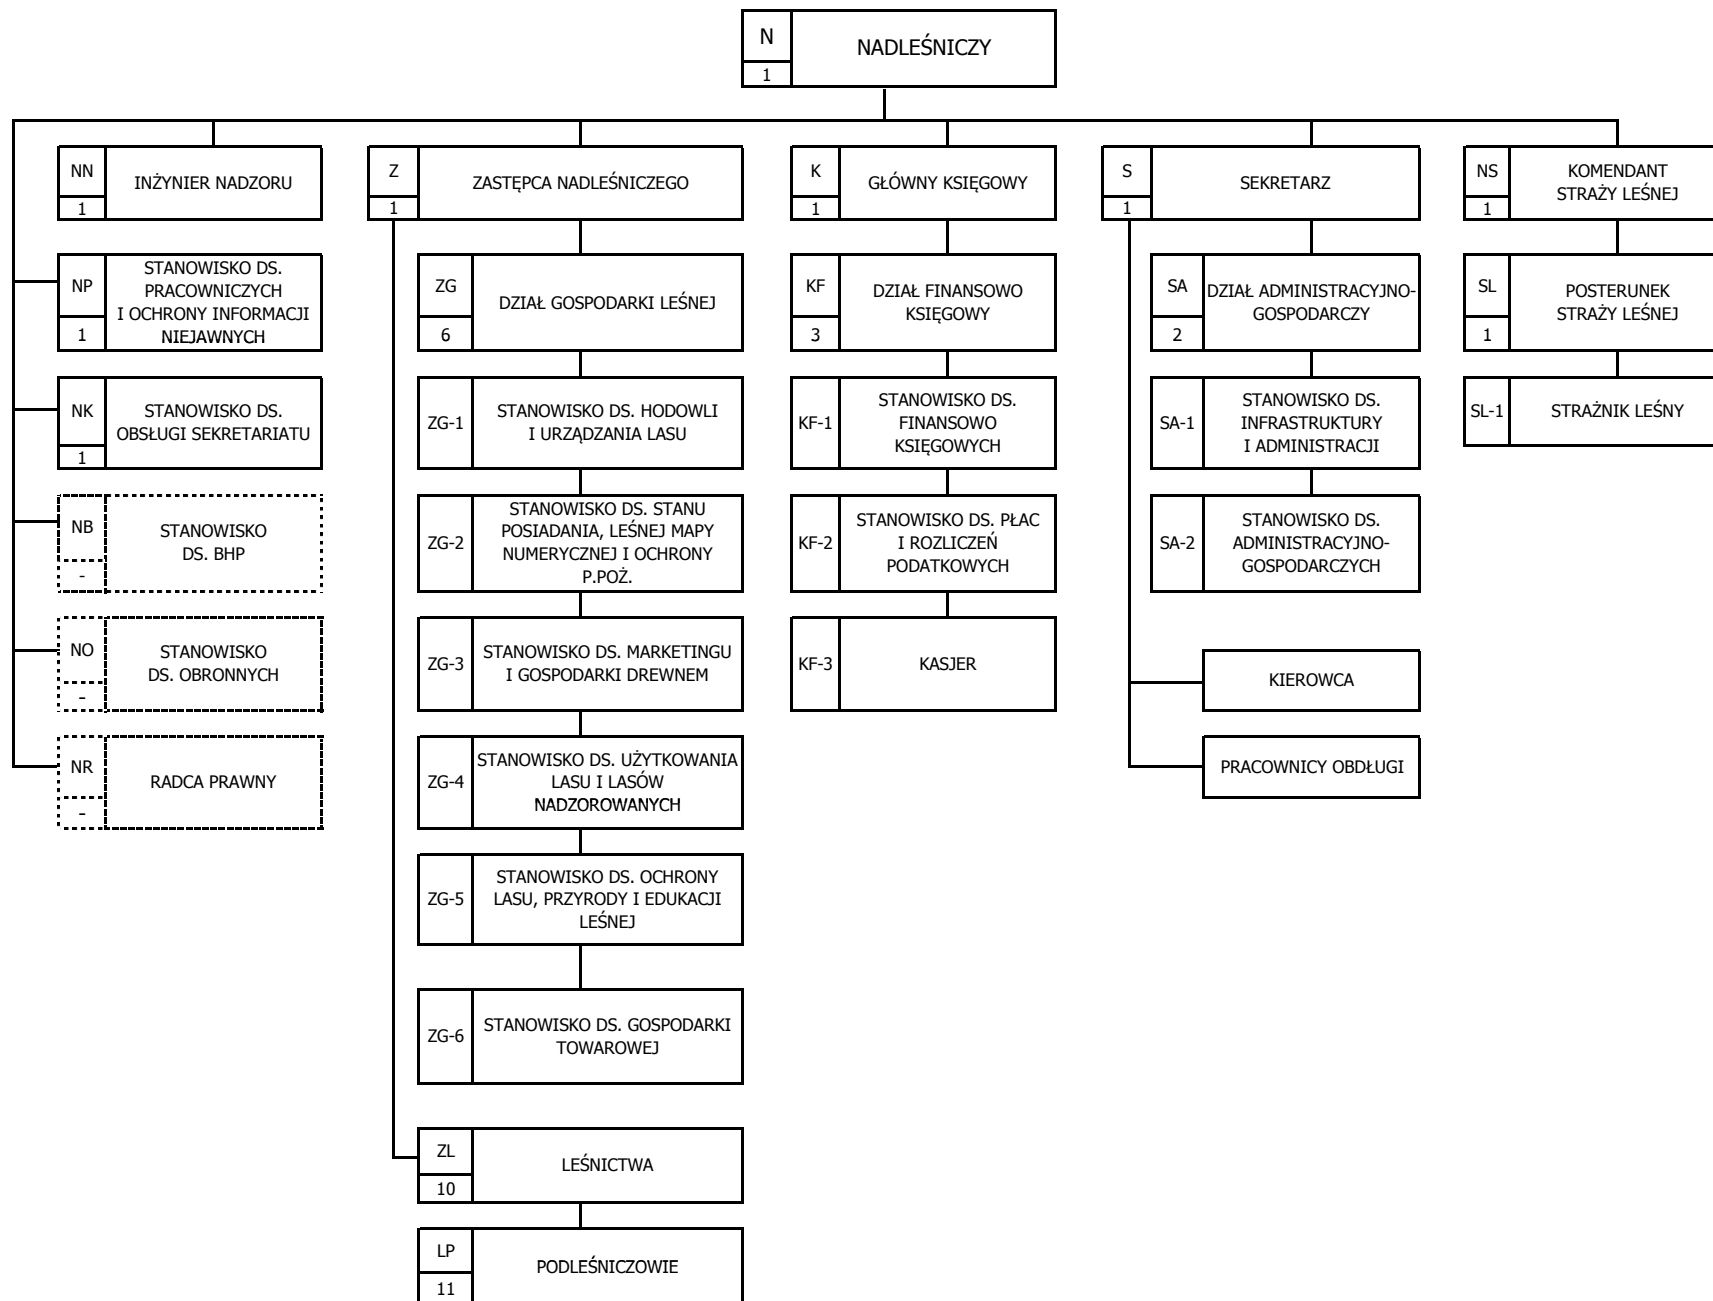 N
NADLEŚNICZY
1
NN
INŻYNIER NADZORU
1
Z
ZASTĘPCA NADLEŚNICZEGO
1
K
GŁÓWNY KSIĘGOWY
1
S
SEKRETARZ
1
NS
KOMENDANT
STRAŻY LEŚNEJ
1
NP
STANOWISKO DS.
PRACOWNICZYCH
I OCHRONY INFORMACJI
NIEJAWNYCH
1
ZG
DZIAŁ GOSPODARKI LEŚNEJ
6
KF
DZIAŁ FINANSOWO
KSIĘGOWY
3
SA
DZIAŁ ADMINISTRACYJNO-
GOSPODARCZY
2
SL
POSTERUNEK
STRAŻY LEŚNEJ
1
NK
STANOWISKO DS.
OBSŁUGI SEKRETARIATU
1
ZG-1
STANOWISKO DS. HODOWLI
I URZĄDZANIA LASU
KF-1
STANOWISKO DS.
FINANSOWO
KSIĘGOWYCH
SA-1
STANOWISKO DS.
INFRASTRUKTURY
I ADMINISTRACJI
SL-1
STRAŻNIK LEŚNY
NB
STANOWISKO
DS. BHP
-
ZG-2
STANOWISKO DS. STANU
POSIADANIA, LEŚNEJ MAPY
NUMERYCZNEJ I OCHRONY
P.POŻ.
KF-2
STANOWISKO DS. PŁAC
I ROZLICZEŃ
PODATKOWYCH
SA-2
STANOWISKO DS.
ADMINISTRACYJNO-
GOSPODARCZYCH
NO
STANOWISKO
DS. OBRONNYCH
-
ZG-3
STANOWISKO DS. MARKETINGU
I GOSPODARKI DREWNEM
KF-3
KASJER
KIEROWCA
NR
RADCA PRAWNY
-
ZG-4
STANOWISKO DS. UŻYTKOWANIA
LASU I LASÓW
NADZOROWANYCH
PRACOWNICY OBDŁUGI
ZG-5
STANOWISKO DS. OCHRONY
LASU, PRZYRODY I EDUKACJI
LEŚNEJ
ZG-6
STANOWISKO DS. GOSPODARKI
TOWAROWEJ
ZL
LEŚNICTWA
10
LP
PODLEŚNICZOWIE
11